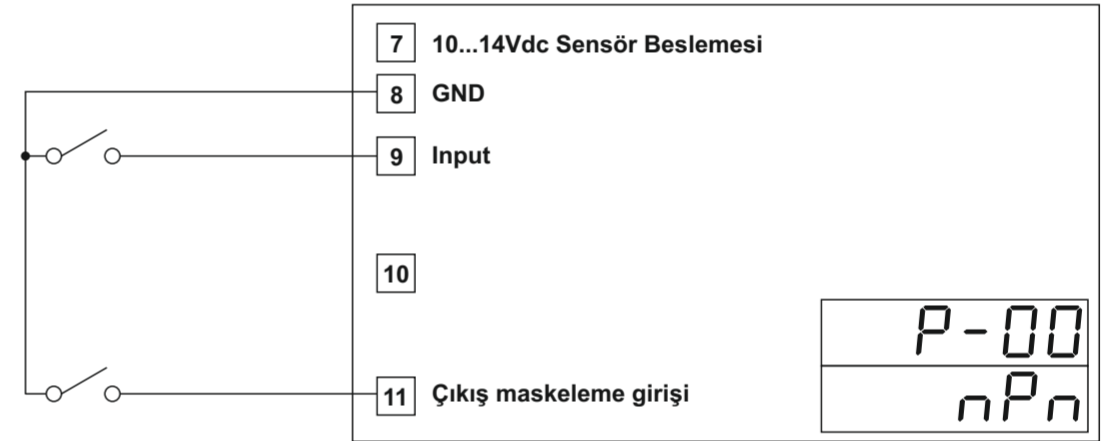 7 10...14Vdc Sensör Beslemesi
8 GND
9 Input
10
11 Çıkış maskeleme girişi
P-00
nPn